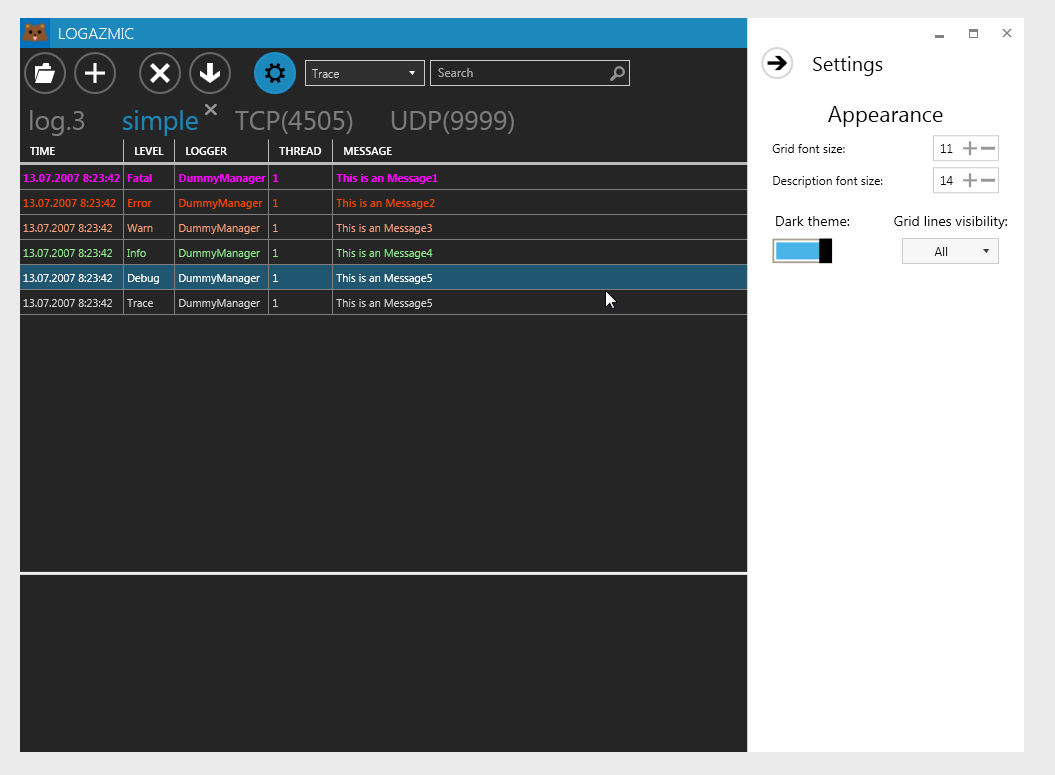 LOGAZMIC
Trace
Search
log.3 simple TCP(4505) UDP(9999)
TIME LEVEL LOGGER THREAD MESSAGE
13.07.2007 8:23:42 Fatal DummyManager 1 This is an Message1
13.07.2007 8:23:42 Error DummyManager 1 This is an Message2
13.07.2007 8:23:42 Warn DummyManager 1 This is an Message3
13.07.2007 8:23:42 Info DummyManager 1 This is an Message4
13.07.2007 8:23:42 Debug DummyManager 1 This is an Message5
13.07.2007 8:23:42 Trace DummyManager 1 This is an Message5
Settings
Appearance
Grid font size: 11
Description font size: 14
Dark theme: Grid lines visibility:
All